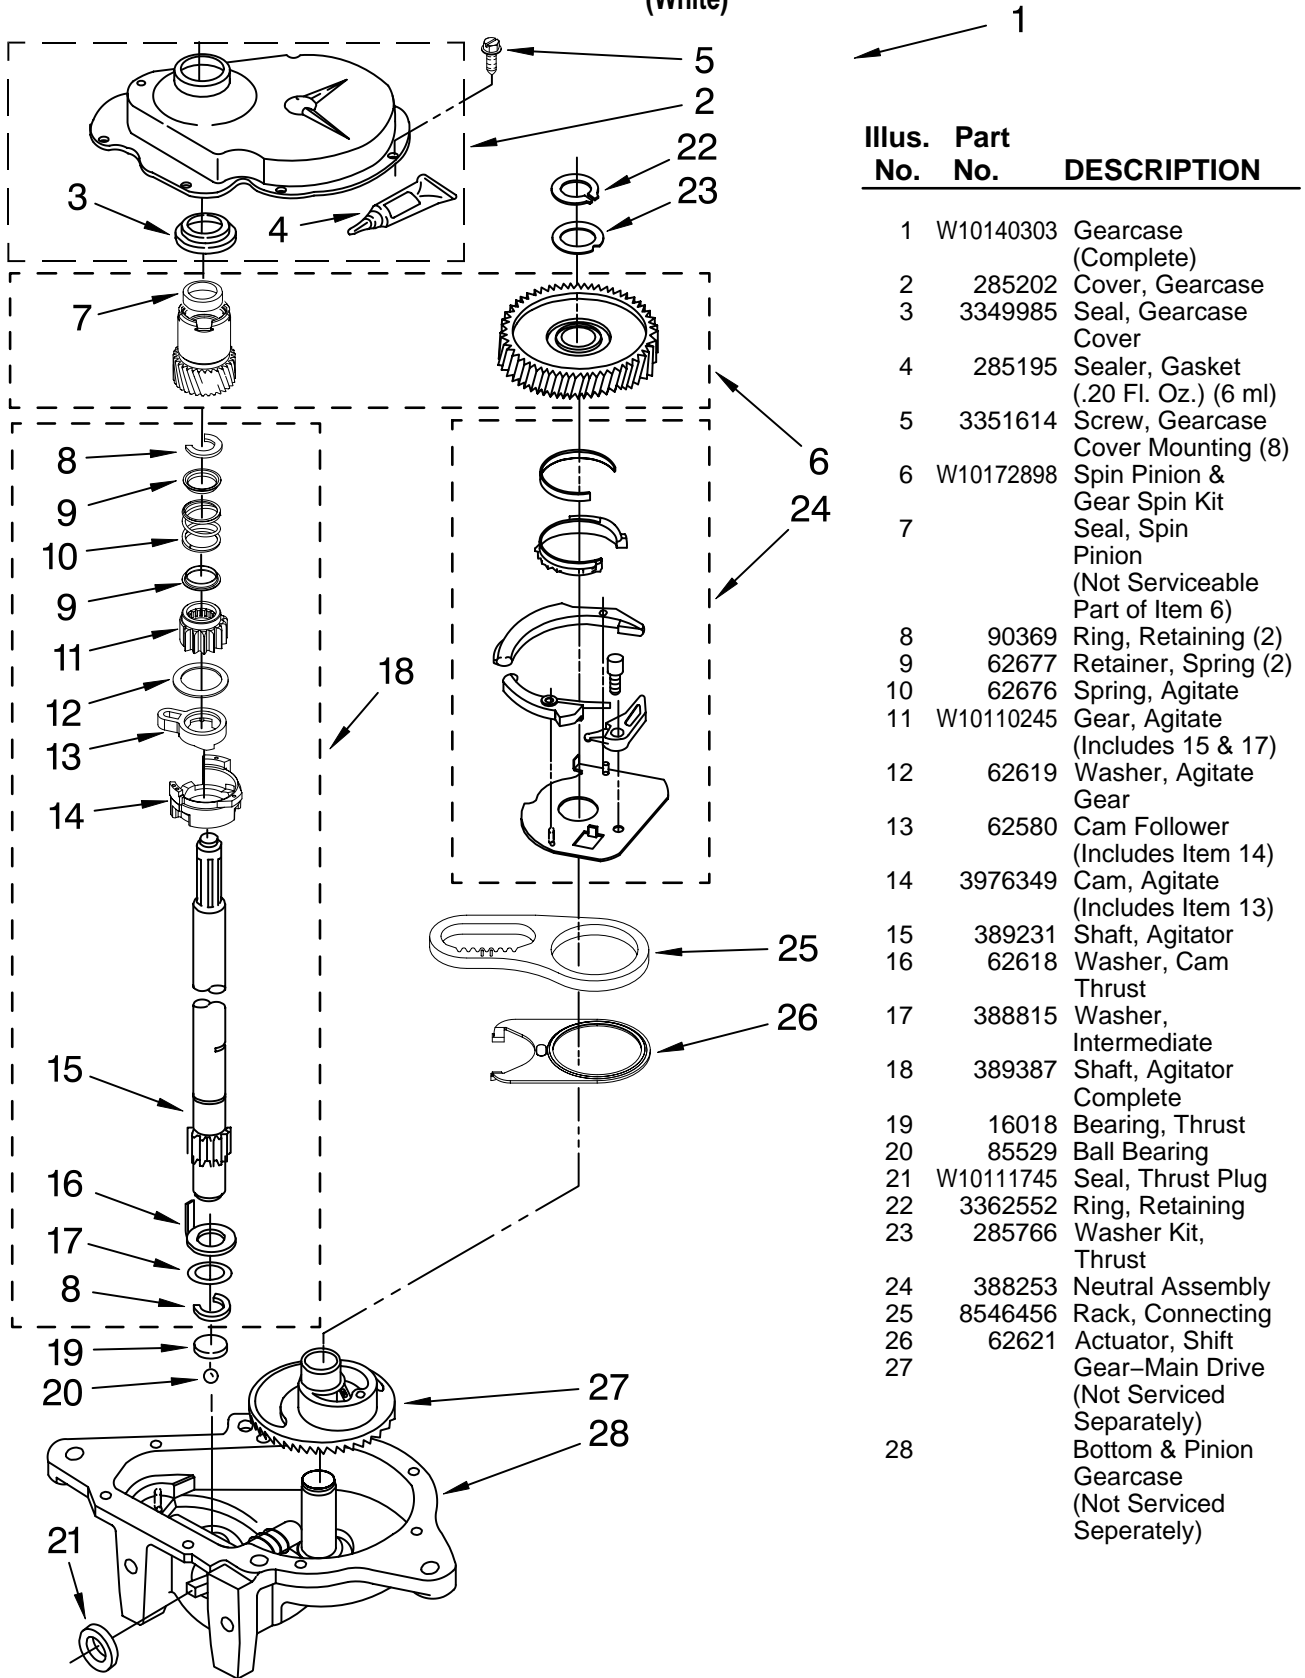 (White)
1
5
2
22
23
3
4
7
6
8
9
24
10
9
11
18
12
13
14
25
26
15
16
17
8
19
20
27
28
21
Illus. Part
No. No. DESCRIPTION
1 W10140303 Gearcase
(Complete)
2 285202 Cover, Gearcase
3 3349985 Seal, Gearcase
Cover
4 285195 Sealer, Gasket
(.20 Fl. Oz.) (6 ml)
5 3351614 Screw, Gearcase
Cover Mounting (8)
6 W10172898 Spin Pinion &
Gear Spin Kit
7 Seal, Spin
Pinion
(Not Serviceable
Part of Item 6)
8 90369 Ring, Retaining (2)
9 62677 Retainer, Spring (2)
10 62676 Spring, Agitate
11 W10110245 Gear, Agitate
(Includes 15 & 17)
12 62619 Washer, Agitate
Gear
13 62580 Cam Follower
(Includes Item 14)
14 3976349 Cam, Agitate
(Includes Item 13)
15 389231 Shaft, Agitator
16 62618 Washer, Cam
Thrust
17 388815 Washer,
Intermediate
18 389387 Shaft, Agitator
Complete
19 16018 Bearing, Thrust
20 85529 Ball Bearing
21 W10111745 Seal, Thrust Plug
22 3362552 Ring, Retaining
23 285766 Washer Kit,
Thrust
24 388253 Neutral Assembly
25 8546456 Rack, Connecting
26 62621 Actuator, Shift
27 Gear–Main Drive
(Not Serviced
Separately)
28 Bottom & Pinion
Gearcase
(Not Serviced
Seperately)